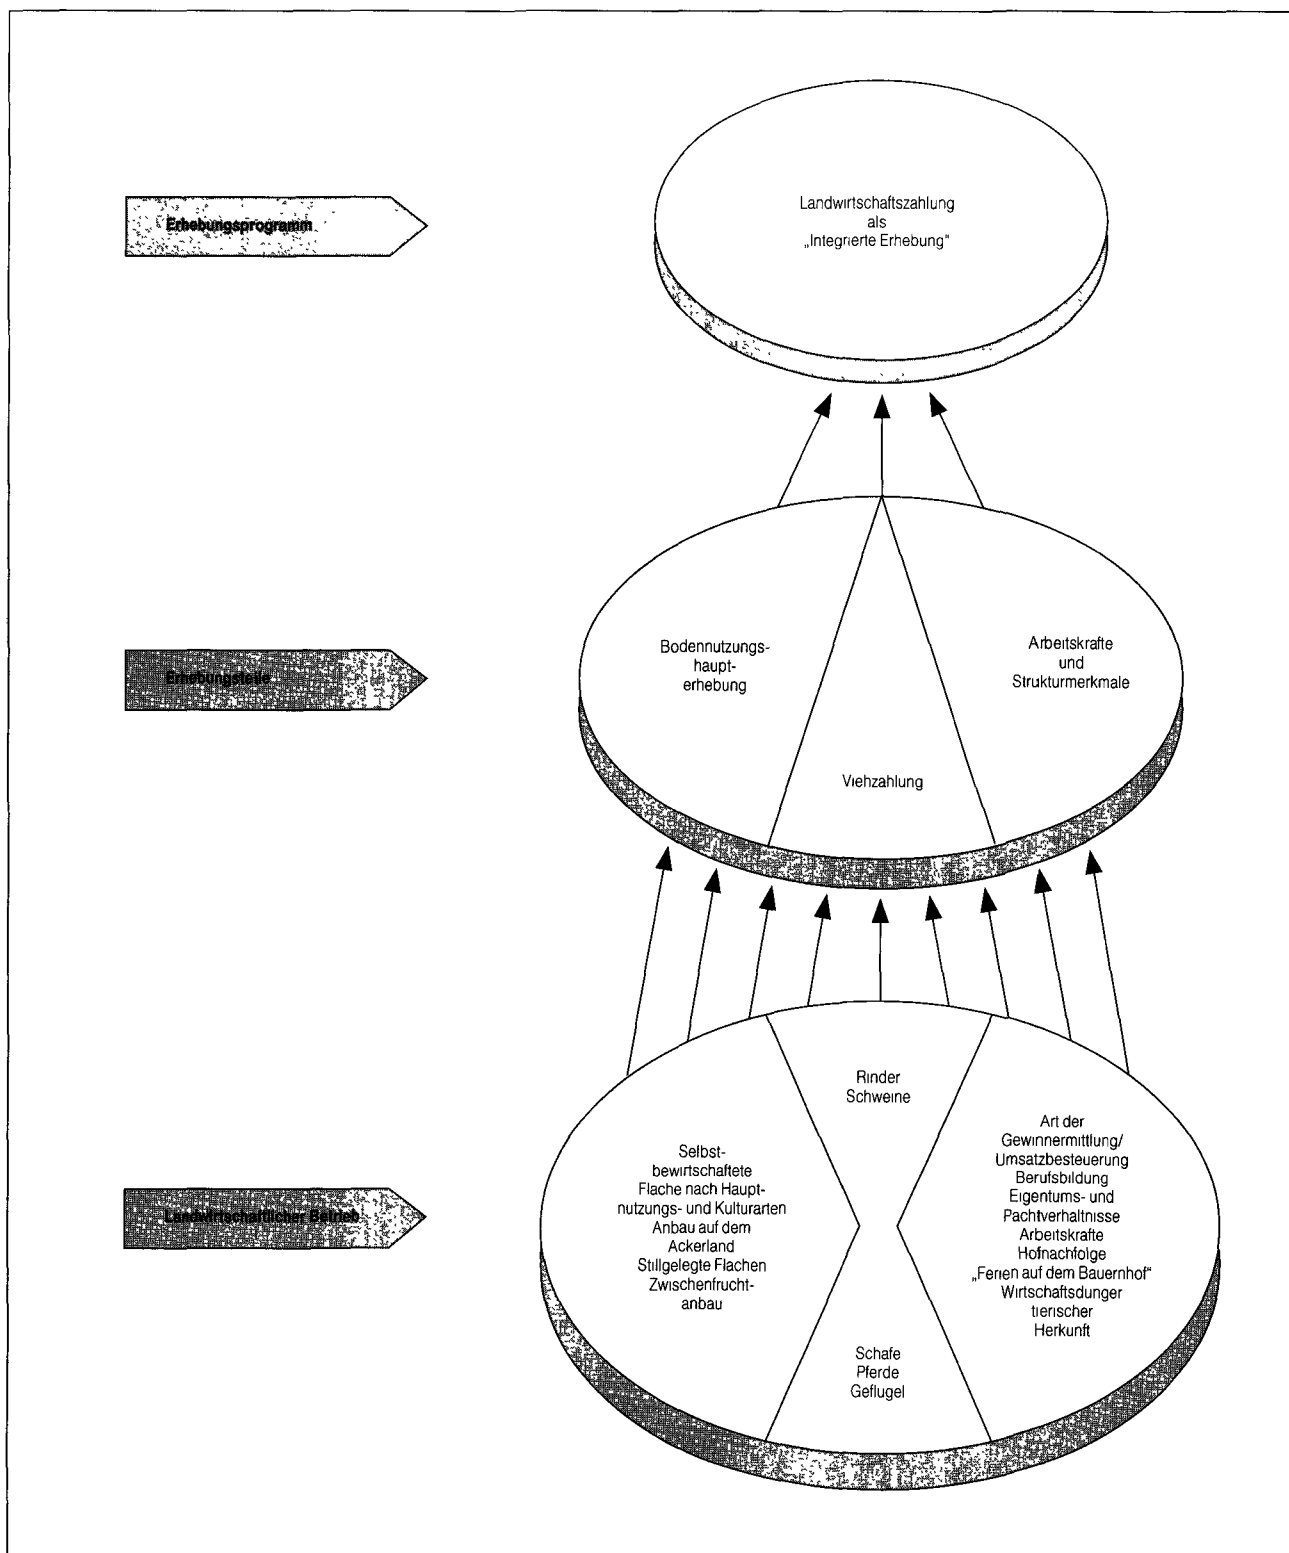 Erhebungsprogramm
Landwirtschaftszahlung
als
„Integrierte Erhebung“
Erhebungsteile
Bodennutzungs-
haupt-
erhebung
Viehzahlung
Arbeitskrafte
und
Strukturmerkmale
Landwirtschaftlicher Betrieb
Selbst-
bewirtschaftete
Flache nach Haupt-
nutzungs- und Kulturarten
Anbau auf dem
Ackerland
Stillgelegte Flachen
Zwischenfrucht-
anbau
Rinder
Schweine
Schafe
Pferde
Geflugel
Art der
Gewinnermittlung/
Umsatzbesteuerung
Berufsbildung
Eigentums- und
Pachtverhaltnisse
Arbeitskrafte
Hofnachfolge
„Ferien auf dem Bauernhof“
Wirtschaftsdunger
tierischer
Herkunft